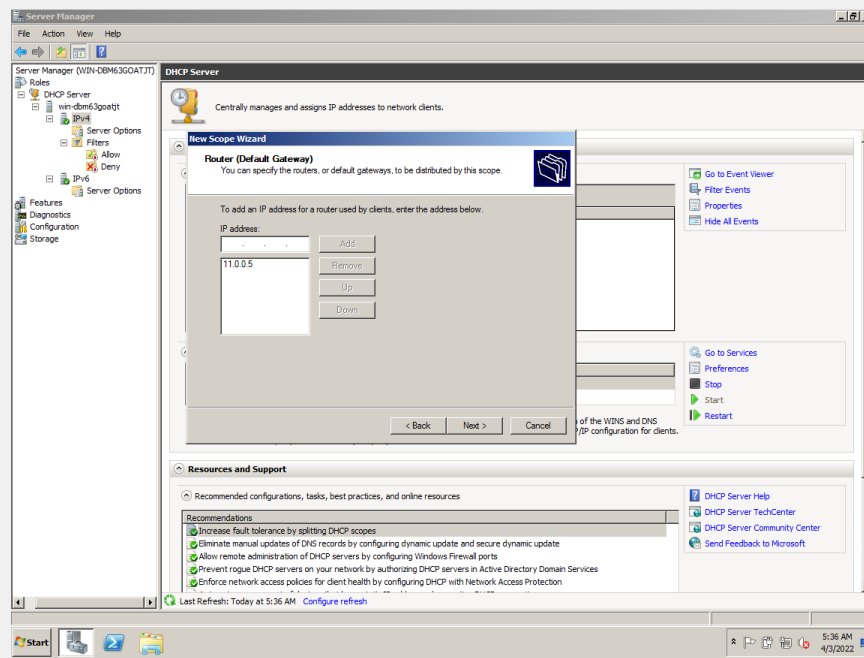 Server Manager
File Action View Help
Server Manager (WIN-DBM63GOATJT)
Roles
DHCP Server
win-dbm63goatjt
IPv4
Server Options
Filters
Allow
Deny
IPv6
Server Options
Features
Diagnostics
Configuration
Storage
DHCP Server
Centrally manages and assigns IP addresses to network clients.
New Scope Wizard
Router (Default Gateway)
You can specify the routers, or default gateways, to be distributed by this scope.
To add an IP address for a router used by clients, enter the address below.
IP address:
. . .
Add
11.0.0.5
Remove
Up
Down
< Back Next > Cancel
Go to Event Viewer
Filter Events
Properties
Hide All Events
Go to Services
Preferences
Stop
Start
Restart
of the WINS and DNS
/IP configuration for clients.
Resources and Support
Recommended configurations, tasks, best practices, and online resources
Recommendations
Increase fault tolerance by splitting DHCP scopes
Eliminate manual updates of DNS records by configuring dynamic update and secure dynamic update
Allow remote administration of DHCP servers by configuring Windows Firewall ports
Prevent rogue DHCP servers on your network by authorizing DHCP servers in Active Directory Domain Services
Enforce network access policies for client health by configuring DHCP with Network Access Protection
DHCP Server Help
DHCP Server TechCenter
DHCP Server Community Center
Send Feedback to Microsoft
Last Refresh: Today at 5:36 AM Configure refresh
Start
5:36 AM
4/3/2022